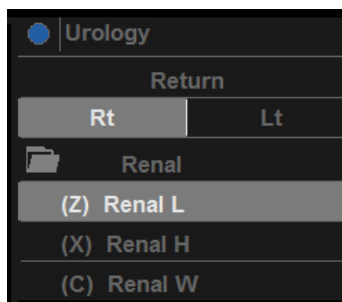 Urology
Return
Rt Lt
Renal
(Z) Renal L
(X) Renal H
(C) Renal W